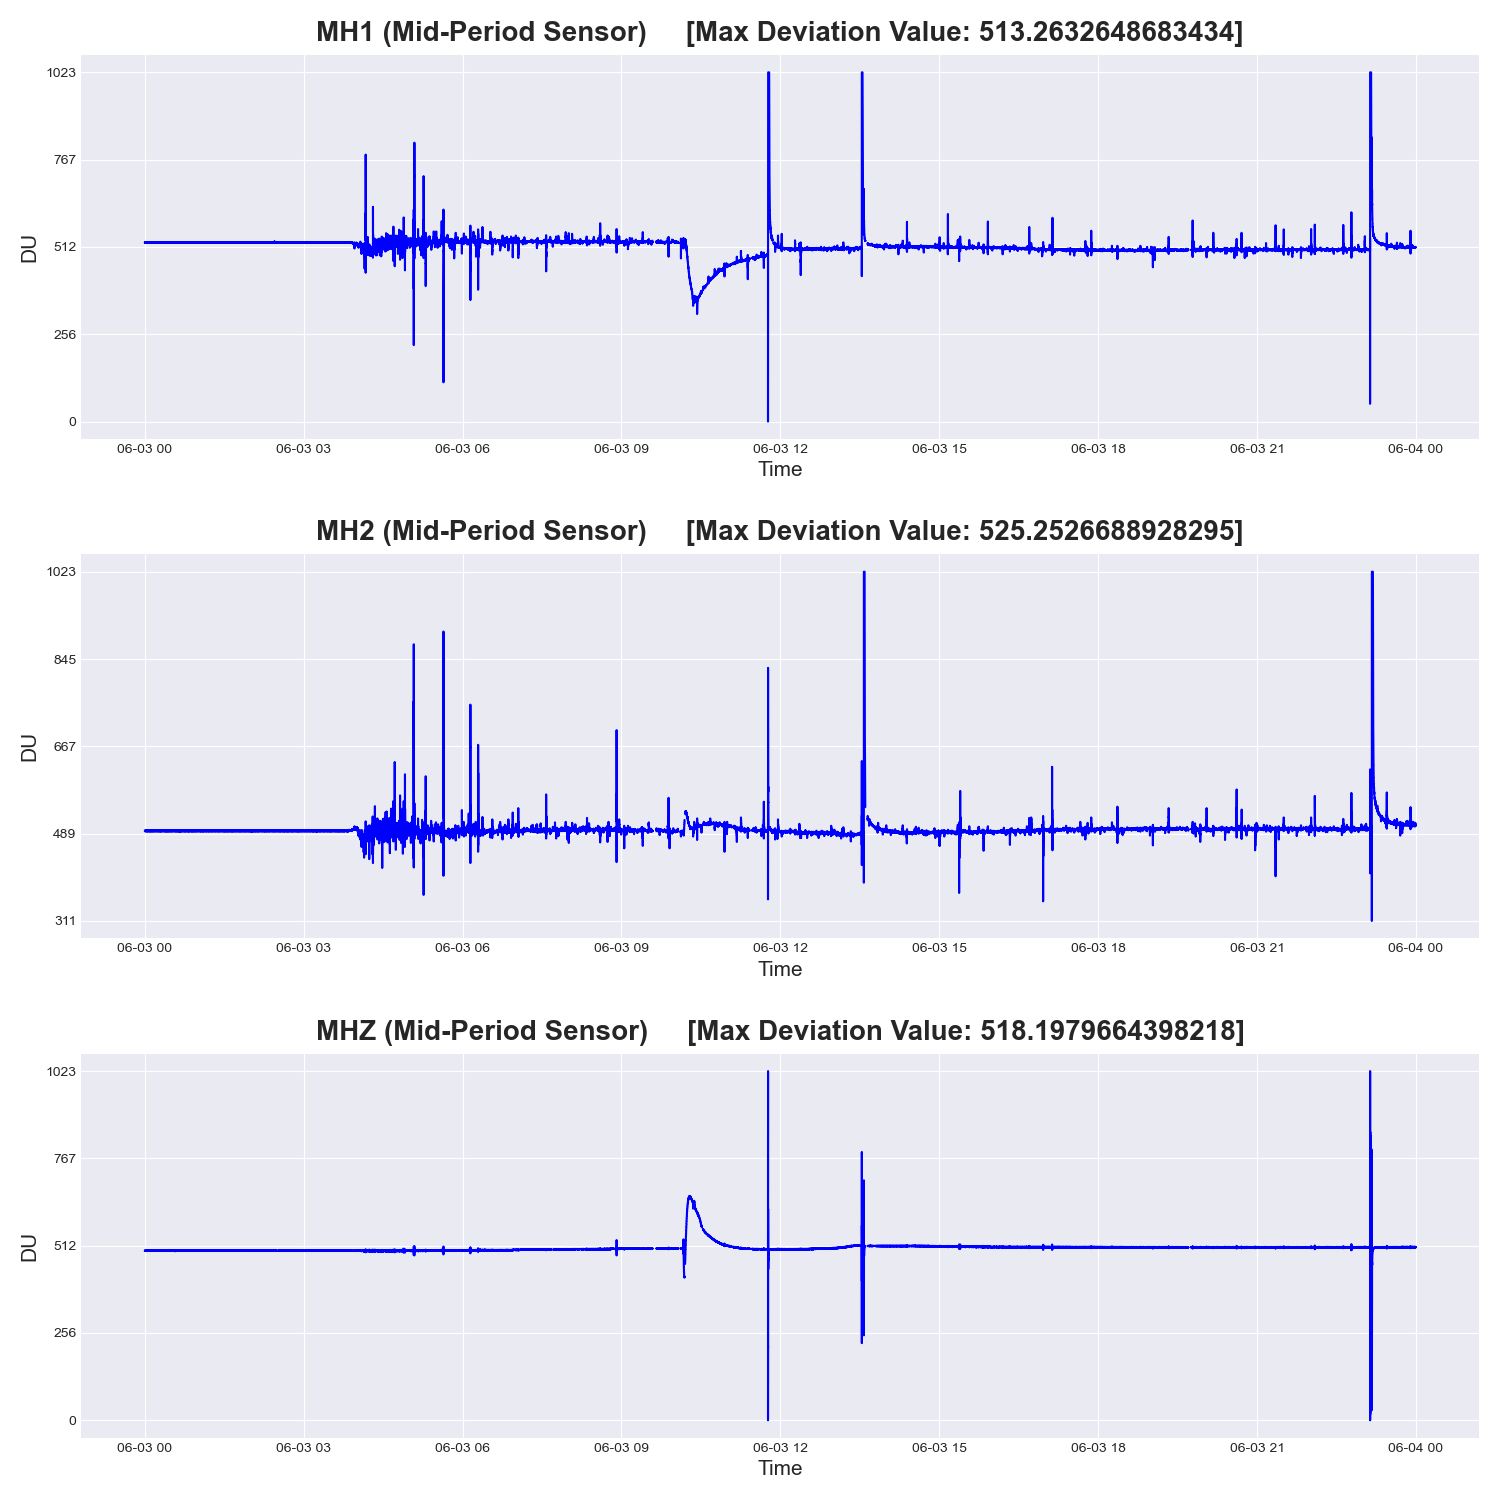 MH1 (Mid-Period Sensor) [Max Deviation Value: 513.2632648683434]
1023
767
512
256
0
DU
06-03 00 06-03 03 06-03 06 06-03 09 06-03 12 06-03 15 06-03 18 06-03 21 06-04 00
Time
MH2 (Mid-Period Sensor) [Max Deviation Value: 525.2526688928295]
1023
845
667
489
311
DU
06-03 00 06-03 03 06-03 06 06-03 09 06-03 12 06-03 15 06-03 18 06-03 21 06-04 00
Time
MHZ (Mid-Period Sensor) [Max Deviation Value: 518.1979664398218]
1023
767
512
256
0
DU
06-03 00 06-03 03 06-03 06 06-03 09 06-03 12 06-03 15 06-03 18 06-03 21 06-04 00
Time